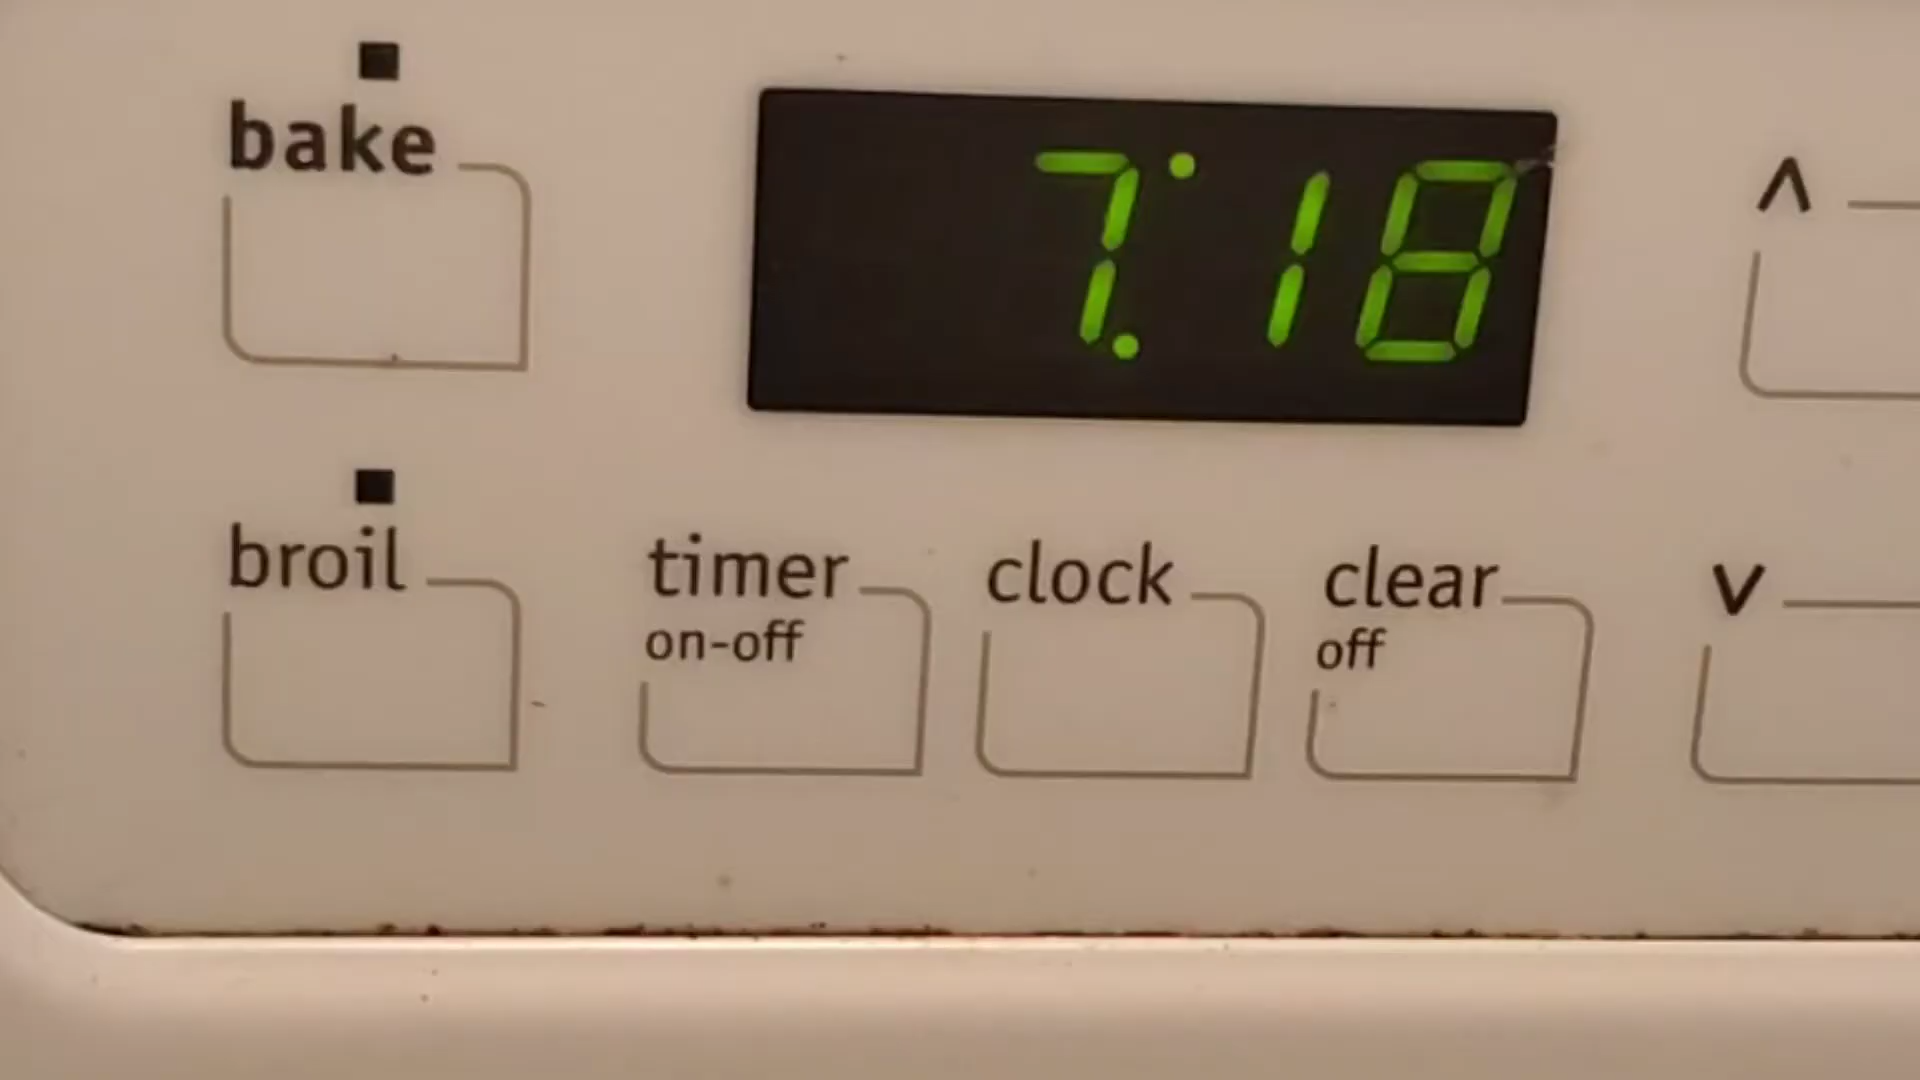 bake
7:18
^
broil
timer
on-off
clock
clear
off
v